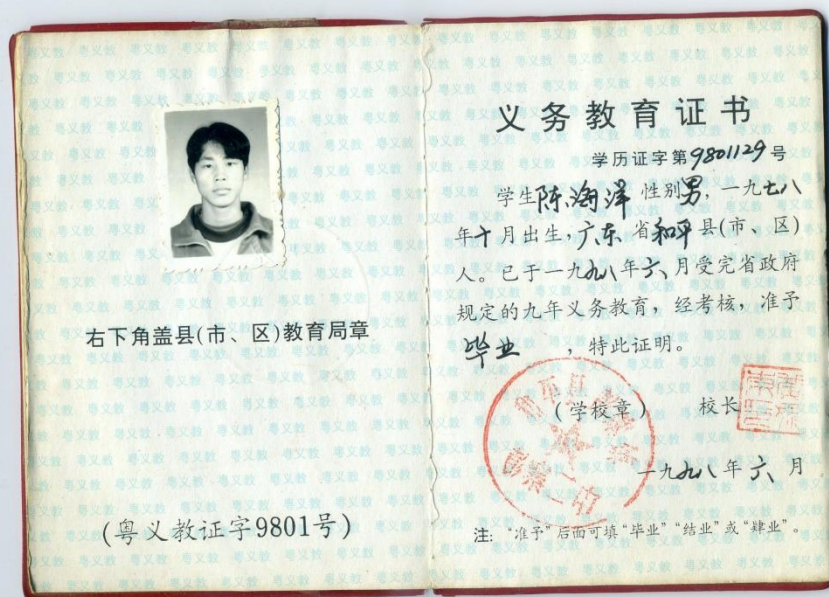 右下角盖县(市、区)教育局章
(粤义教证字9801号)
义务教育证书
学历证字第9801129号
学生陈海洋 性别男,一九七八
年十月出生,广东省和平县(市、区)
人。已于一九九八年六月受完省政府
规定的九年义务教育,经考核,准予
毕业,特此证明。
(学校章) 校长
一九九八年六月
注:“准予”后面可填“毕业”“结业”或“肄业”。
粤义教